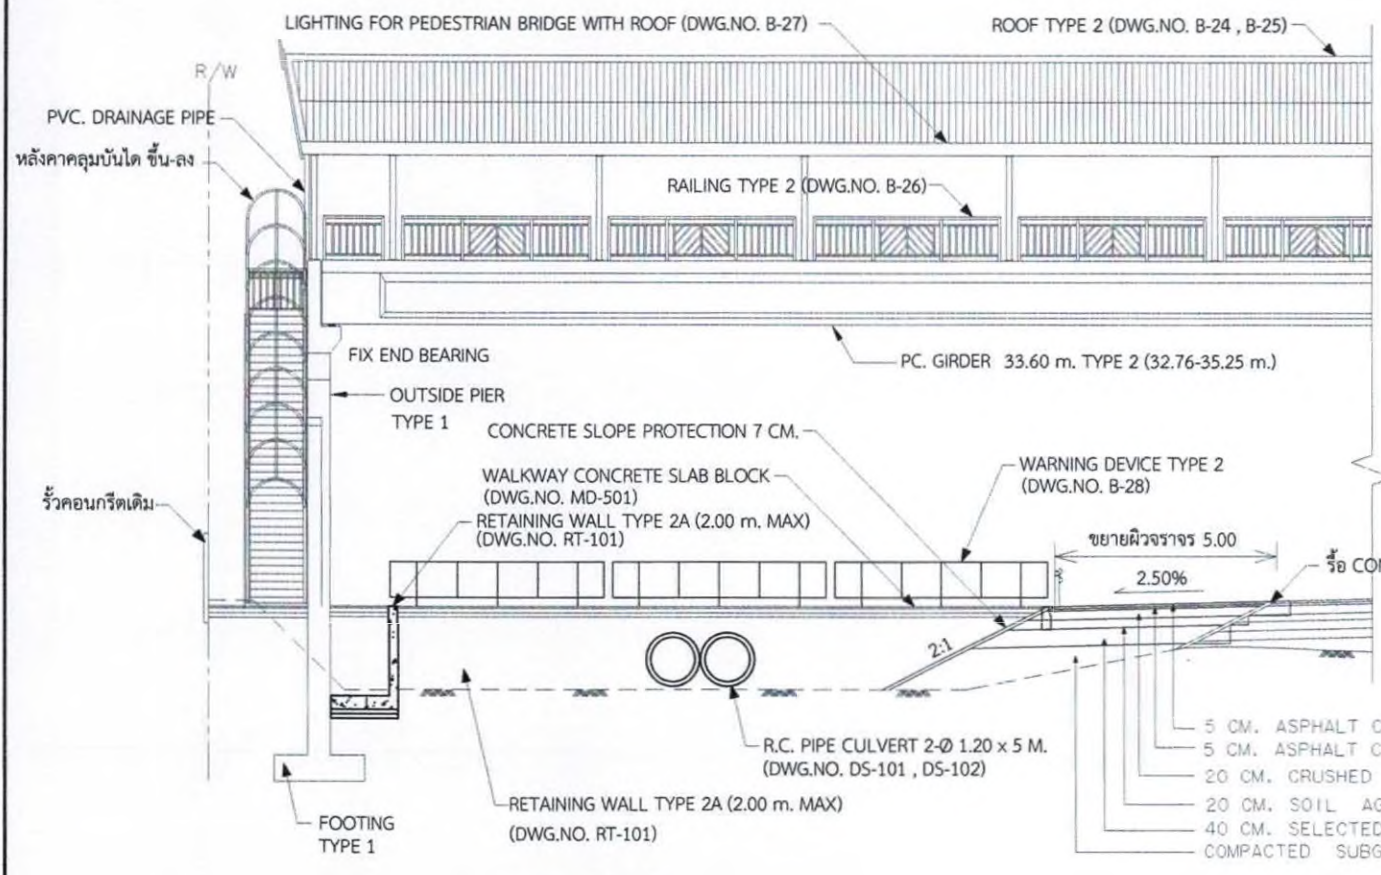 LIGHTING FOR PEDESTRIAN BRIDGE WITH ROOF (DWG.NO. B-27)
ROOF TYPE 2 (DWG.NO. B-24 , B-25)
R/W
PVC. DRAINAGE PIPE
หลังคาคลุมบันได ขึ้น-ลง
RAILING TYPE 2 (DWG.NO. B-26)
FIX END BEARING
PC. GIRDER 33.60 m. TYPE 2 (32.76-35.25 m.)
OUTSIDE PIER
TYPE 1
CONCRETE SLOPE PROTECTION 7 CM.
WALKWAY CONCRETE SLAB BLOCK
(DWG.NO. MD-501)
WARNING DEVICE TYPE 2
(DWG.NO. B-28)
รั้วคอนกรีตเดิม
RETAINING WALL TYPE 2A (2.00 m. MAX)
(DWG.NO. RT-101)
ขยายผิวจราจร 5.00
รื้อ CON
2.50%
2:1
R.C. PIPE CULVERT 2-Ø 1.20 x 5 M.
(DWG.NO. DS-101 , DS-102)
5 CM. ASPHALT C
5 CM. ASPHALT C
20 CM. CRUSHED
20 CM. SOIL AG
40 CM. SELECTED
COMPACTED SUBG
RETAINING WALL TYPE 2A (2.00 m. MAX)
(DWG.NO. RT-101)
FOOTING
TYPE 1